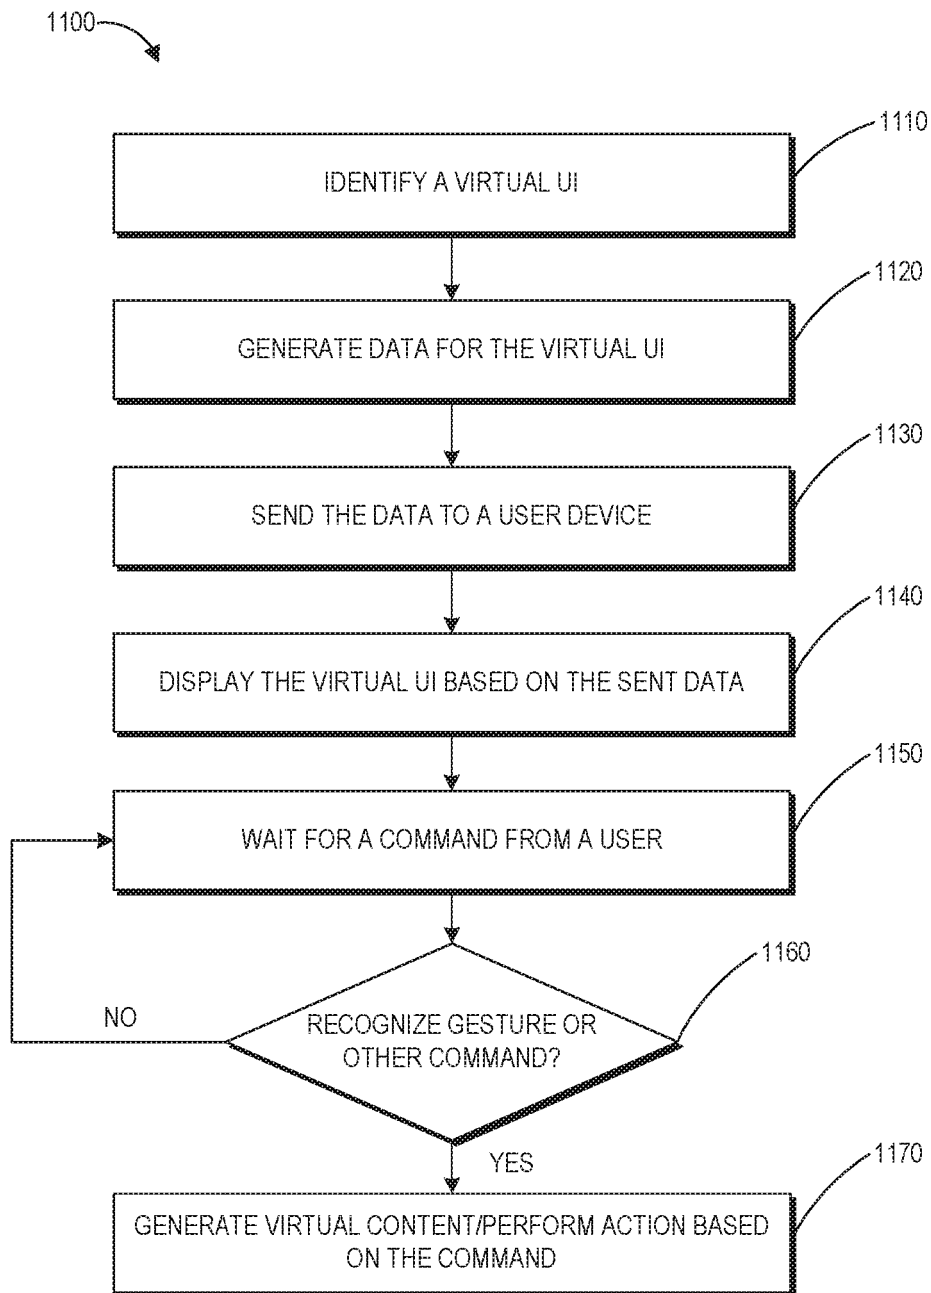 1100
1110
IDENTIFY A VIRTUAL UI
1120
GENERATE DATA FOR THE VIRTUAL UI
1130
SEND THE DATA TO A USER DEVICE
1140
DISPLAY THE VIRTUAL UI BASED ON THE SENT DATA
1150
WAIT FOR A COMMAND FROM A USER
1160
NO
RECOGNIZE GESTURE OR
OTHER COMMAND?
YES
1170
GENERATE VIRTUAL CONTENT/PERFORM ACTION BASED
ON THE COMMAND